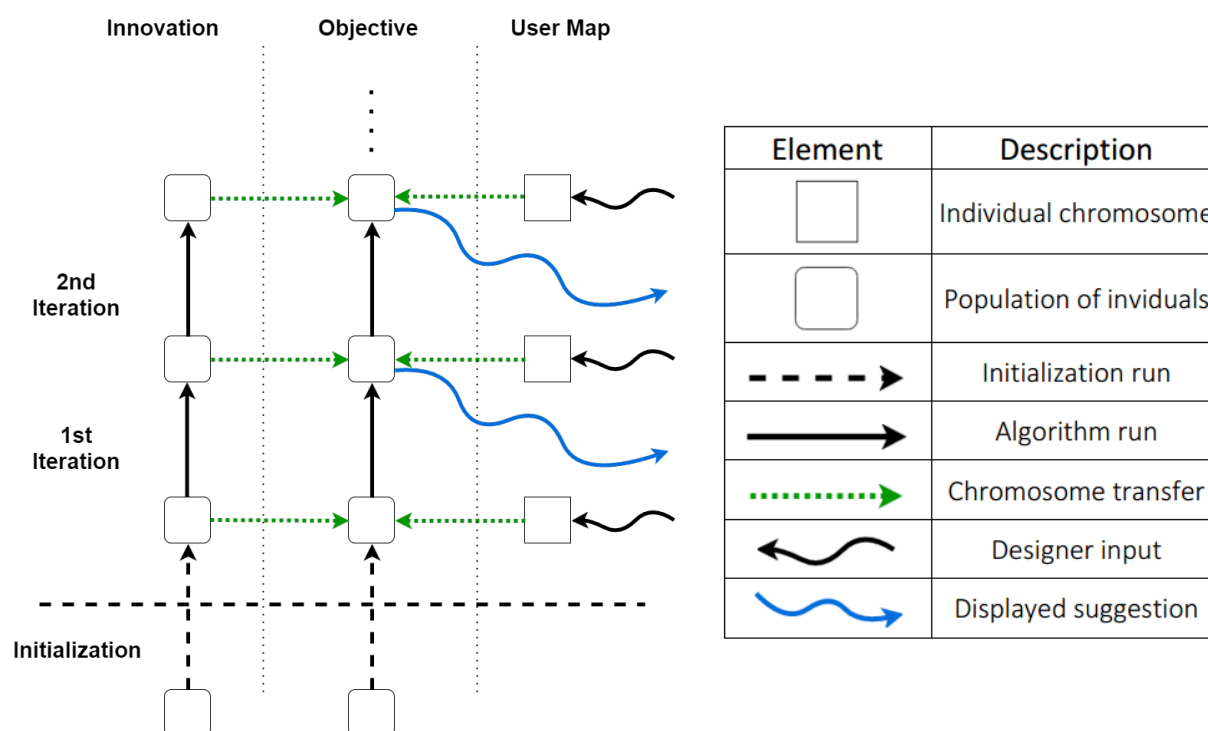 Innovation
Objective
User Map
2nd
Iteration
1st
Iteration
Initialization
Element
Description
Individual chromosome
Population of inviduals
Initialization run
Algorithm run
Chromosome transfer
Designer input
Displayed suggestion